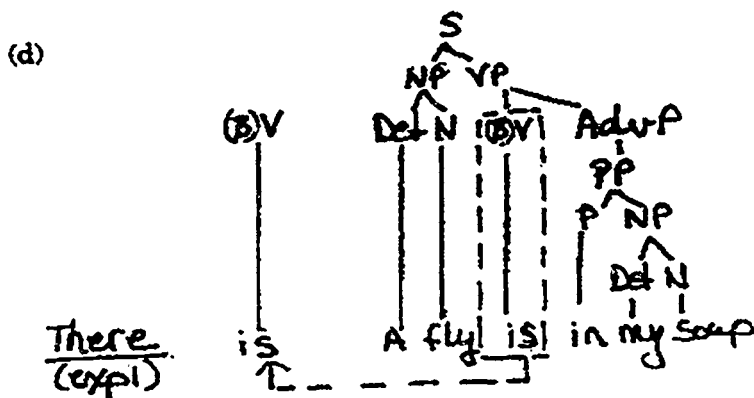 (d)
S
NP VP
(B)V Det N (B)V AdvP
PP
P NP
Det N
There is A fly is in my soup
(expl)